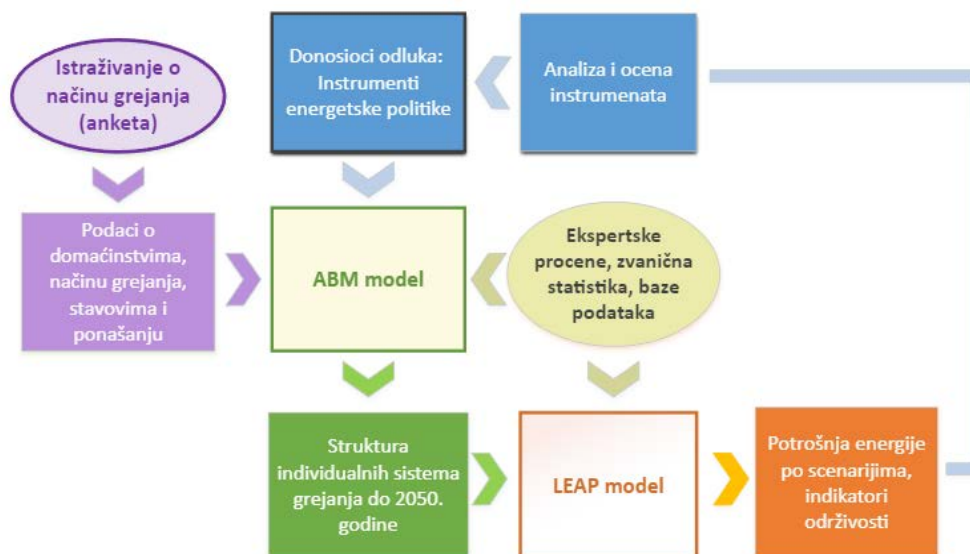 Istraživanje o
načinu grejanja
(anketa)
Donosioci odluka:
Instrumenti
energetske politike
Analiza i ocena
instrumenata
Podaci o
domaćinstvima,
načinu grejanja,
stavovima i
ponašanju
ABM model
Ekspertske
procene, zvanična
statistika, baze
podataka
Struktura
individualnih sistema
grejanja do 2050.
godine
LEAP model
Potrošnja energije
po scenarijima,
indikatori
održivosti